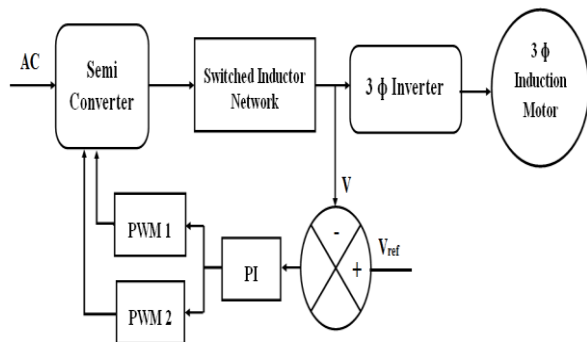 AC
Semi
Converter
Switched Inductor
Network
3 ϕ Inverter
3 ϕ
Induction
Motor
V
-
+
Vref
PI
PWM 1
PWM 2